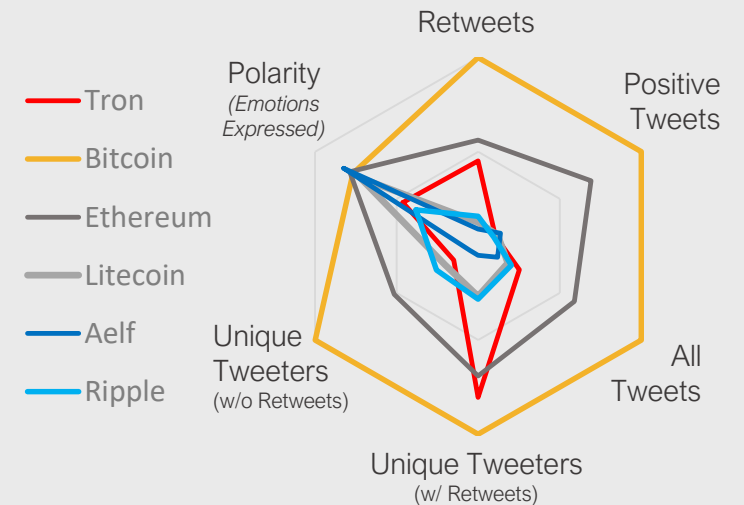 Retweets
Polarity
(Emotions
Expressed)
Positive
Tweets
Tron
Bitcoin
Ethereum
Litecoin
Aelf
Ripple
Unique
Tweeters
(w/o Retweets)
All
Tweets
Unique Tweeters
(w/ Retweets)